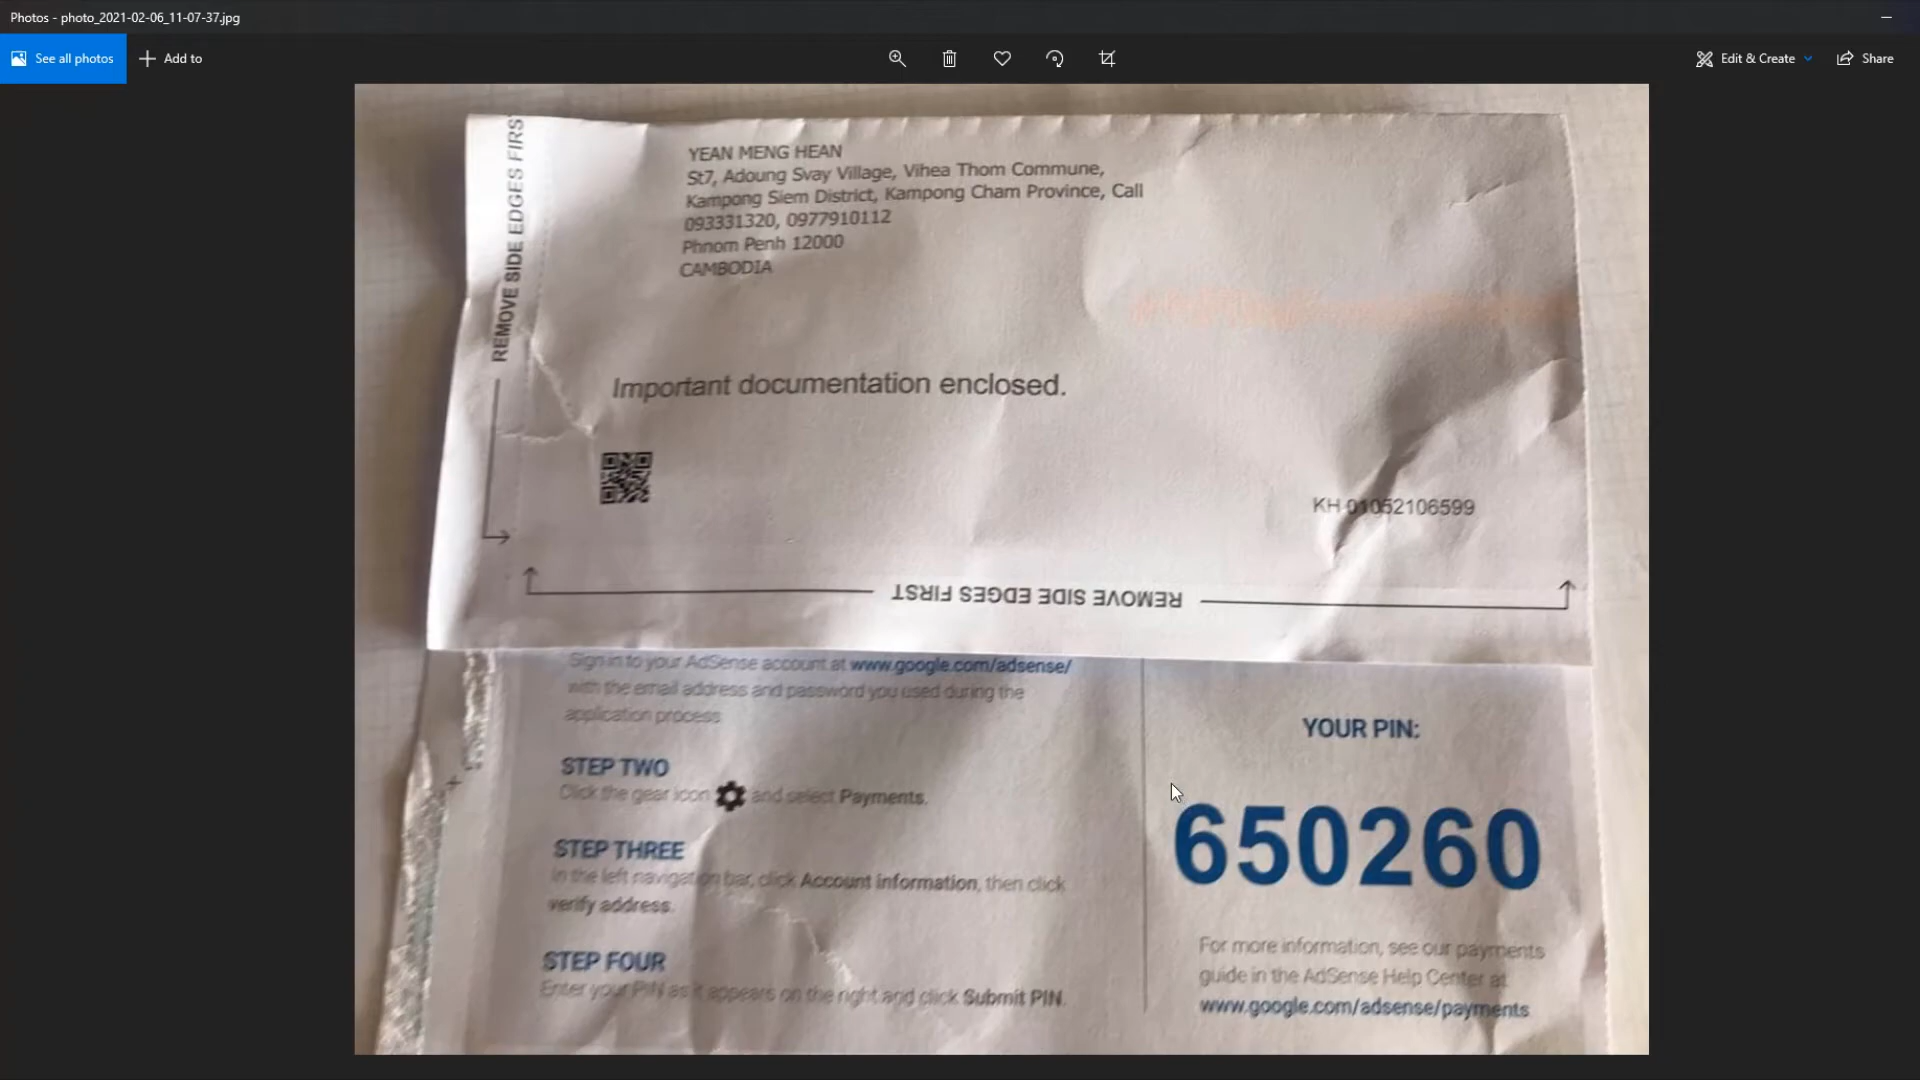 Photos - photo_2021-02-06_11-07-37.jpg
See all photos
Add to
Edit & Create
Share
REMOVE SIDE EDGES FIRS
YEAN MENG HEAN
St7, Adoung Svay Village, Vihea Thom Commune,
Kampong Siem District, Kampong Cham Province, Call
093331320, 0977910112
Phnom Penh 12000
CAMBODIA
Important documentation enclosed.
KH 01052106599
REMOVE SIDE EDGES FIRST
Sign in to your AdSense account at www.google.com/adsense/
with the email address and password you used during the
application process
STEP TWO
Click the gear icon and select Payments.
STEP THREE
In the left navigation bar, click Account information, then click
verify address.
STEP FOUR
Enter your PIN as it appears on the right and click Submit PIN.
YOUR PIN:
650260
For more information, see our payments
guide in the AdSense Help Center at
www.google.com/adsense/payments